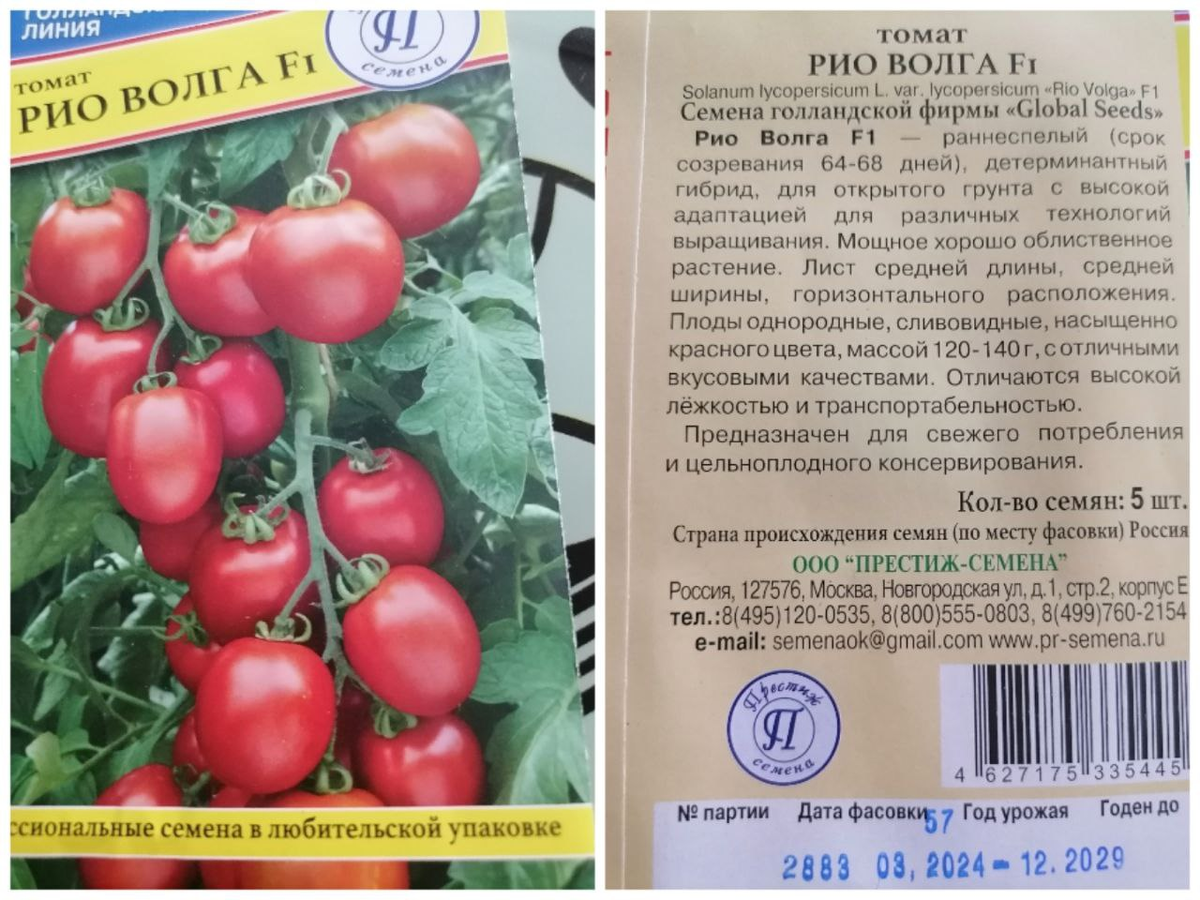 ЛИНИЯ
томат
РИО ВОЛГА F1
П
семена
ссиональные семена в любительской упаковке
томат
РИО ВОЛГА F1
Solanum lycopersicum L. var. lycopersicum «Rio Volga» F1
Семена голландской фирмы «Global Seeds»
Рио Волга F1 — раннеспелый (срок
созревания 64-68 дней), детерминантный
гибрид, для открытого грунта с высокой
адаптацией для различных технологий
выращивания. Мощное хорошо облиственное
растение. Лист средней длины, средней
ширины, горизонтального расположения.
Плоды однородные, сливовидные, насыщенно
красного цвета, массой 120-140 г, с отличными
вкусовыми качествами. Отличаются высокой
лёжкостью и транспортабельностью.
Предназначен для свежего потребления
и цельноплодного консервирования.
Кол-во семян: 5 шт.
Страна происхождения семян (по месту фасовки) Россия
ООО "ПРЕСТИЖ-СЕМЕНА"
Россия, 127576, Москва, Новгородская ул, д.1, стр.2, корпус Е
тел.:8(495)120-0535, 8(800)555-0803, 8(499)760-2154
e-mail: semenaok@gmail.com www.pr-semena.ru
Престиж
П
семена
4 627175 335445
№ партии Дата фасовки Год урожая Годен до
57
2883 03, 2024- 12. 2029